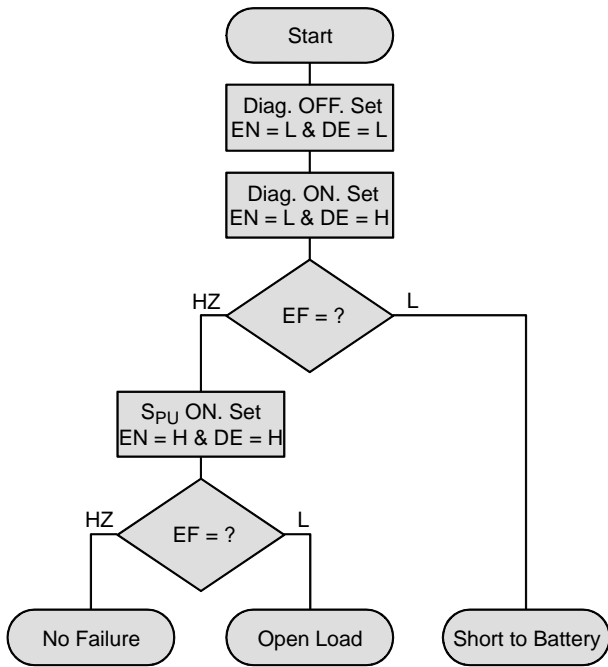 Start
Diag. OFF. Set
EN = L & DE = L
Diag. ON. Set
EN = L & DE = H
EF = ?
HZ
L
SPU ON. Set
EN = H & DE = H
EF = ?
HZ
L
No Failure
Open Load
Short to Battery